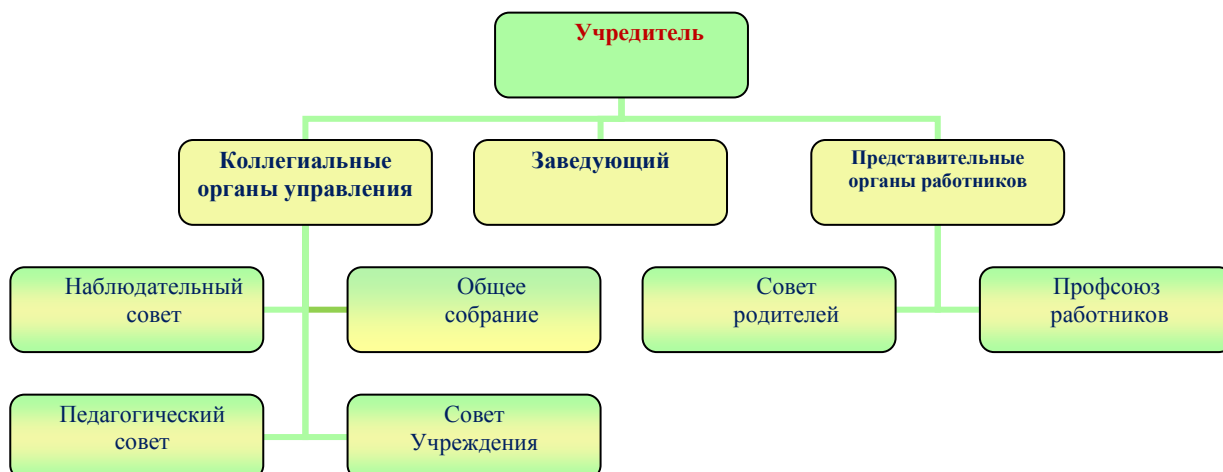 Учредитель
Коллегиальные
органы управления
Заведующий
Представительные
органы работников
Наблюдательный
совет
Общее
собрание
Совет
родителей
Профсоюз
работников
Педагогический
совет
Совет
Учреждения